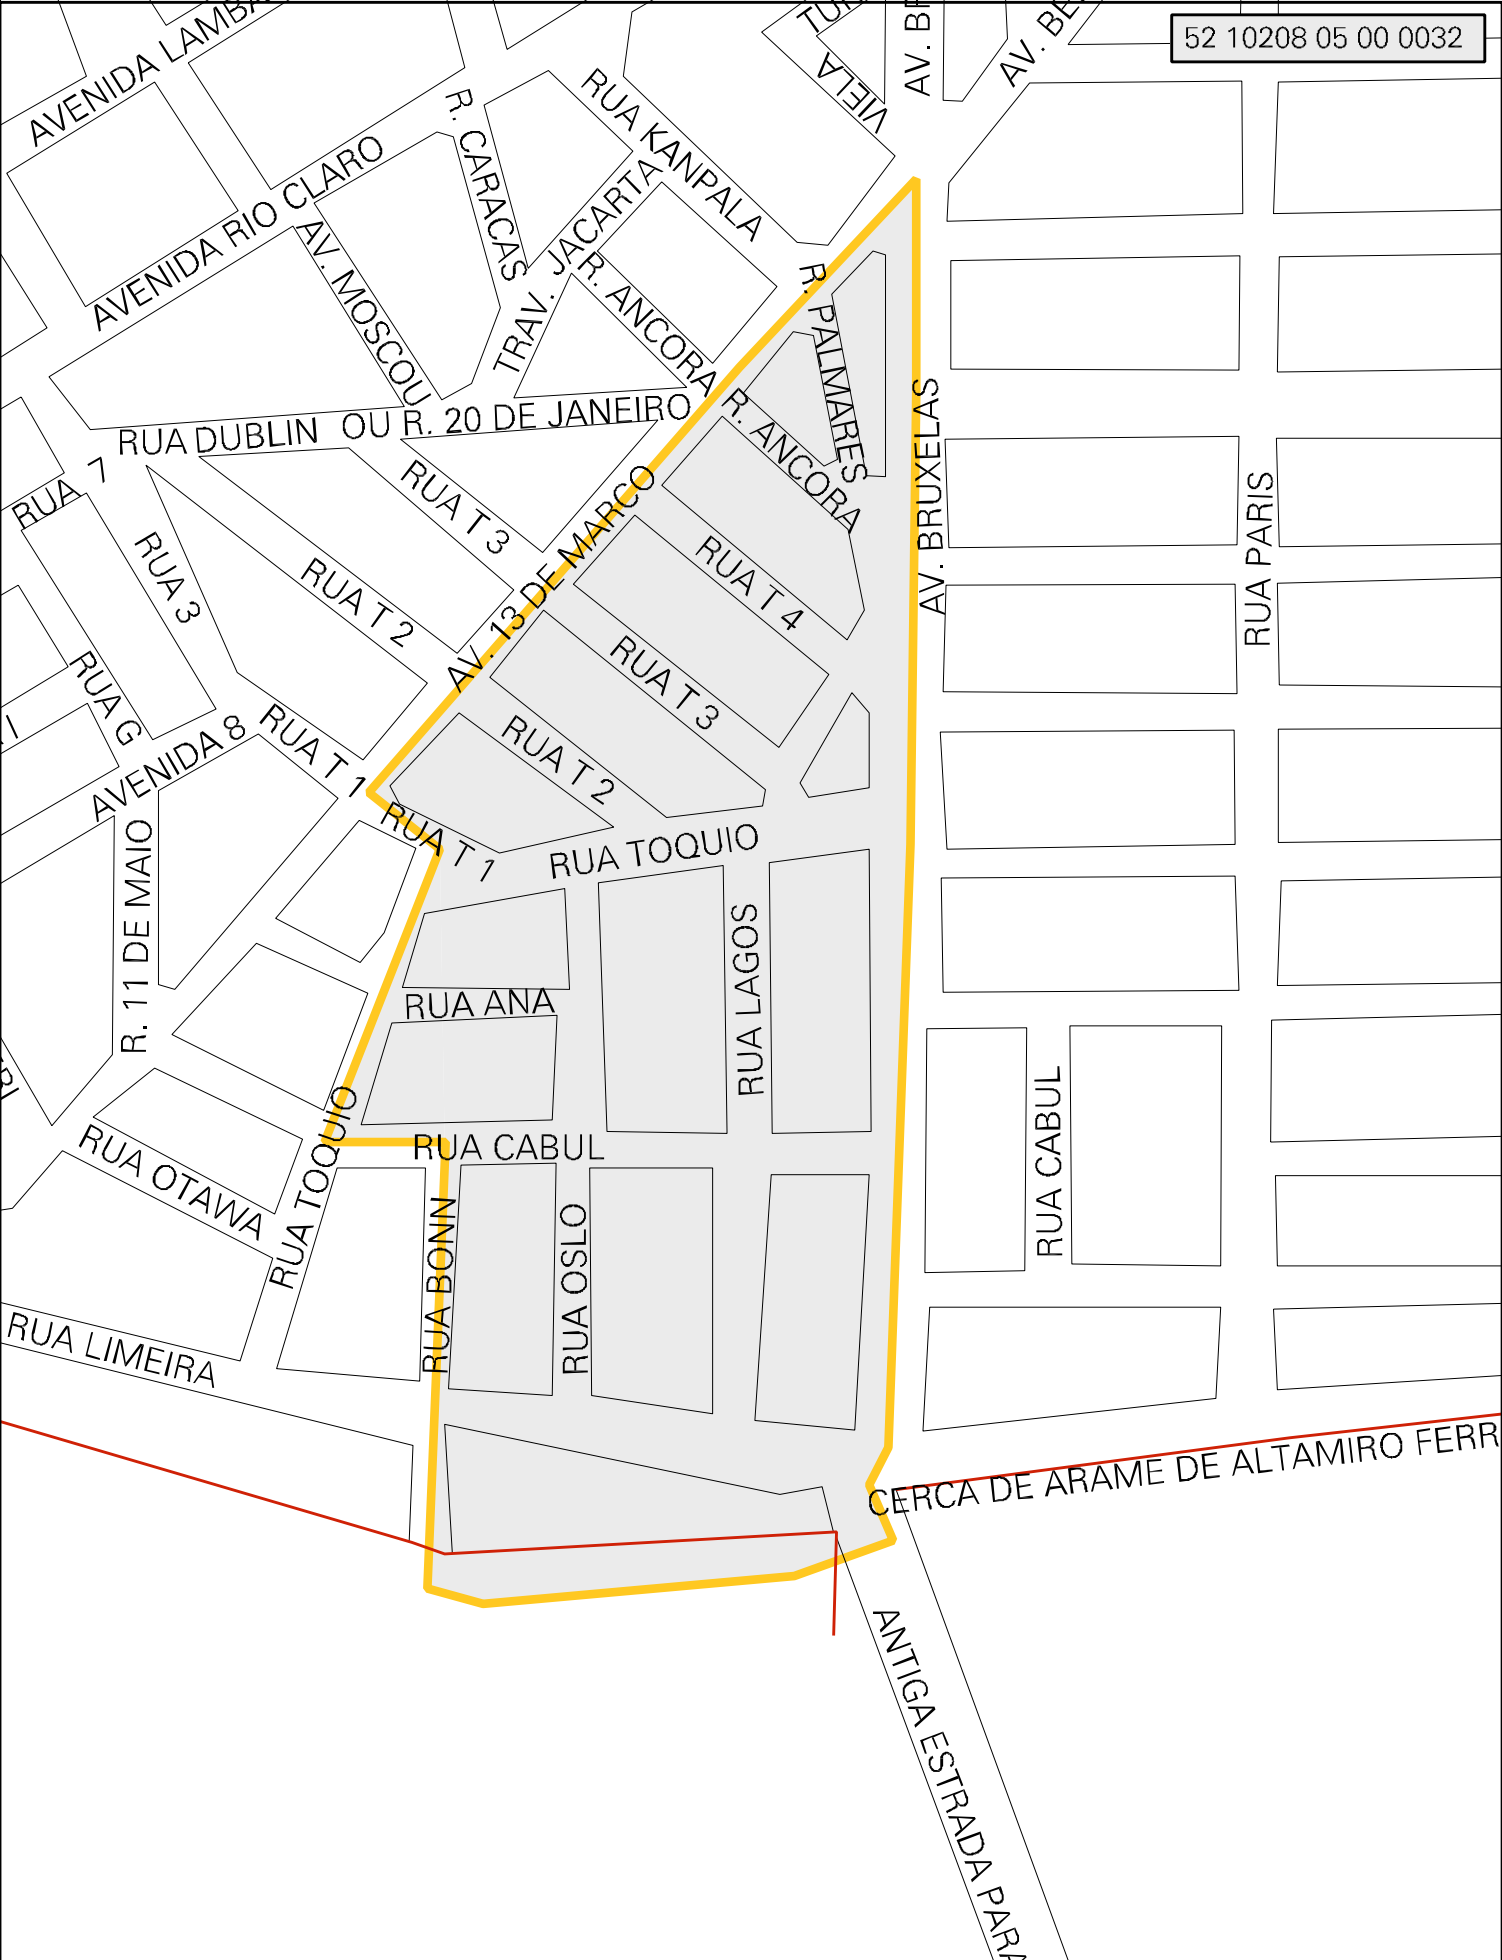 52 10208 05 00 0032
VIELA
RUA KANPALA
R. CARACAS
AVENIDA RIO CLARO
TRAV. JACARTA
AV. MOSCOU
R. ANCORA
R. PALMARES
RUA DUBLIN OU R. 20 DE JANEIRO
R. ANCORA
AV. BRUXELAS
RUA PARIS
RUA 7
RUA T 3
AV. 13 DE MARCO
RUA 3
RUA T 2
RUA T 4
RUA T 3
RUA G
AVENIDA 8
RUA T 1
RUA T 2
RUA T 1
RUA TOQUIO
R. 11 DE MAIO
RUA LAGOS
RUA ANA
RUA CABUL
RUA CABUL
RUA OTAWA
RUA TOQUIO
RUA BONN
RUA OSLO
RUA LIMEIRA
CERCA DE ARAME DE ALTAMIRO FERR
ANTIGA ESTRADA PARA